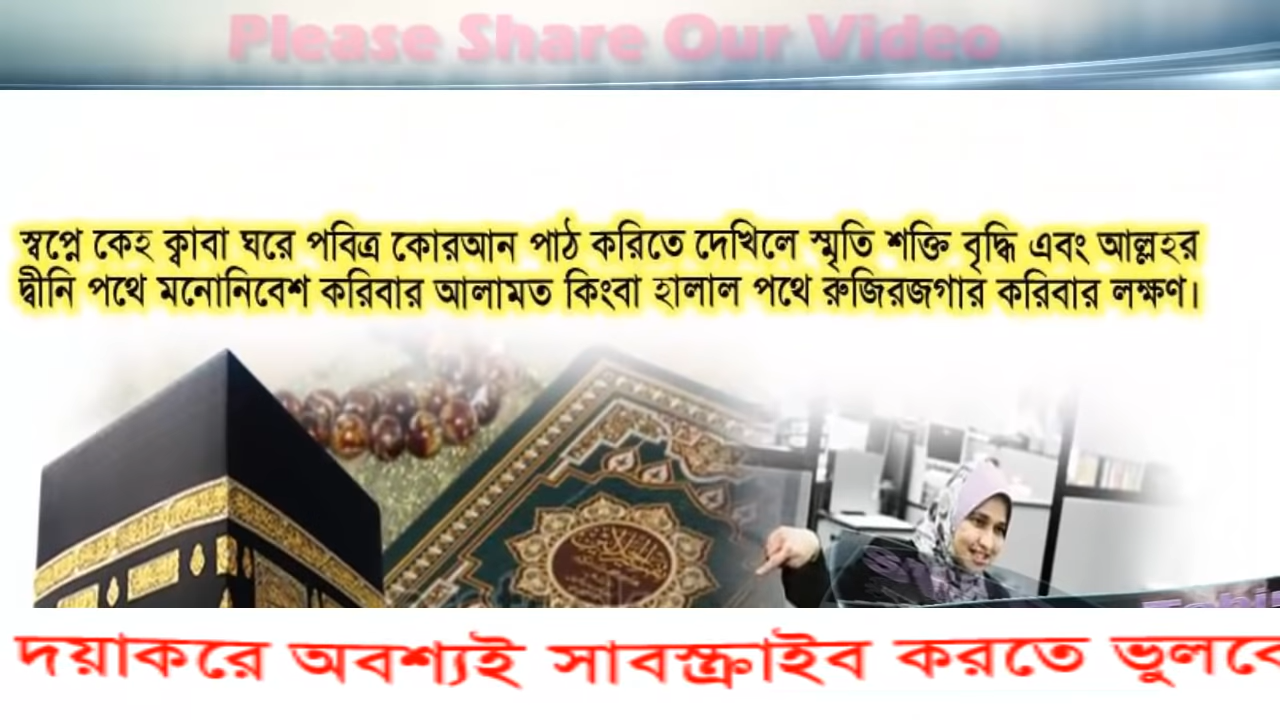 Please Share Our Video
স্বপ্নে কেহ ক্বাবা ঘরে পবিত্র কোরআন পাঠ করিতে দেখিলে স্মৃতি শক্তি বৃদ্ধি এবং আল্লহর
দ্বীনি পথে মনোনিবেশ করিবার আলামত কিংবা হালাল পথে রুজিরজগার করিবার লক্ষণ।
দয়াকরে অবশ্যই সাবস্ক্রাইব করতে ভুলবে